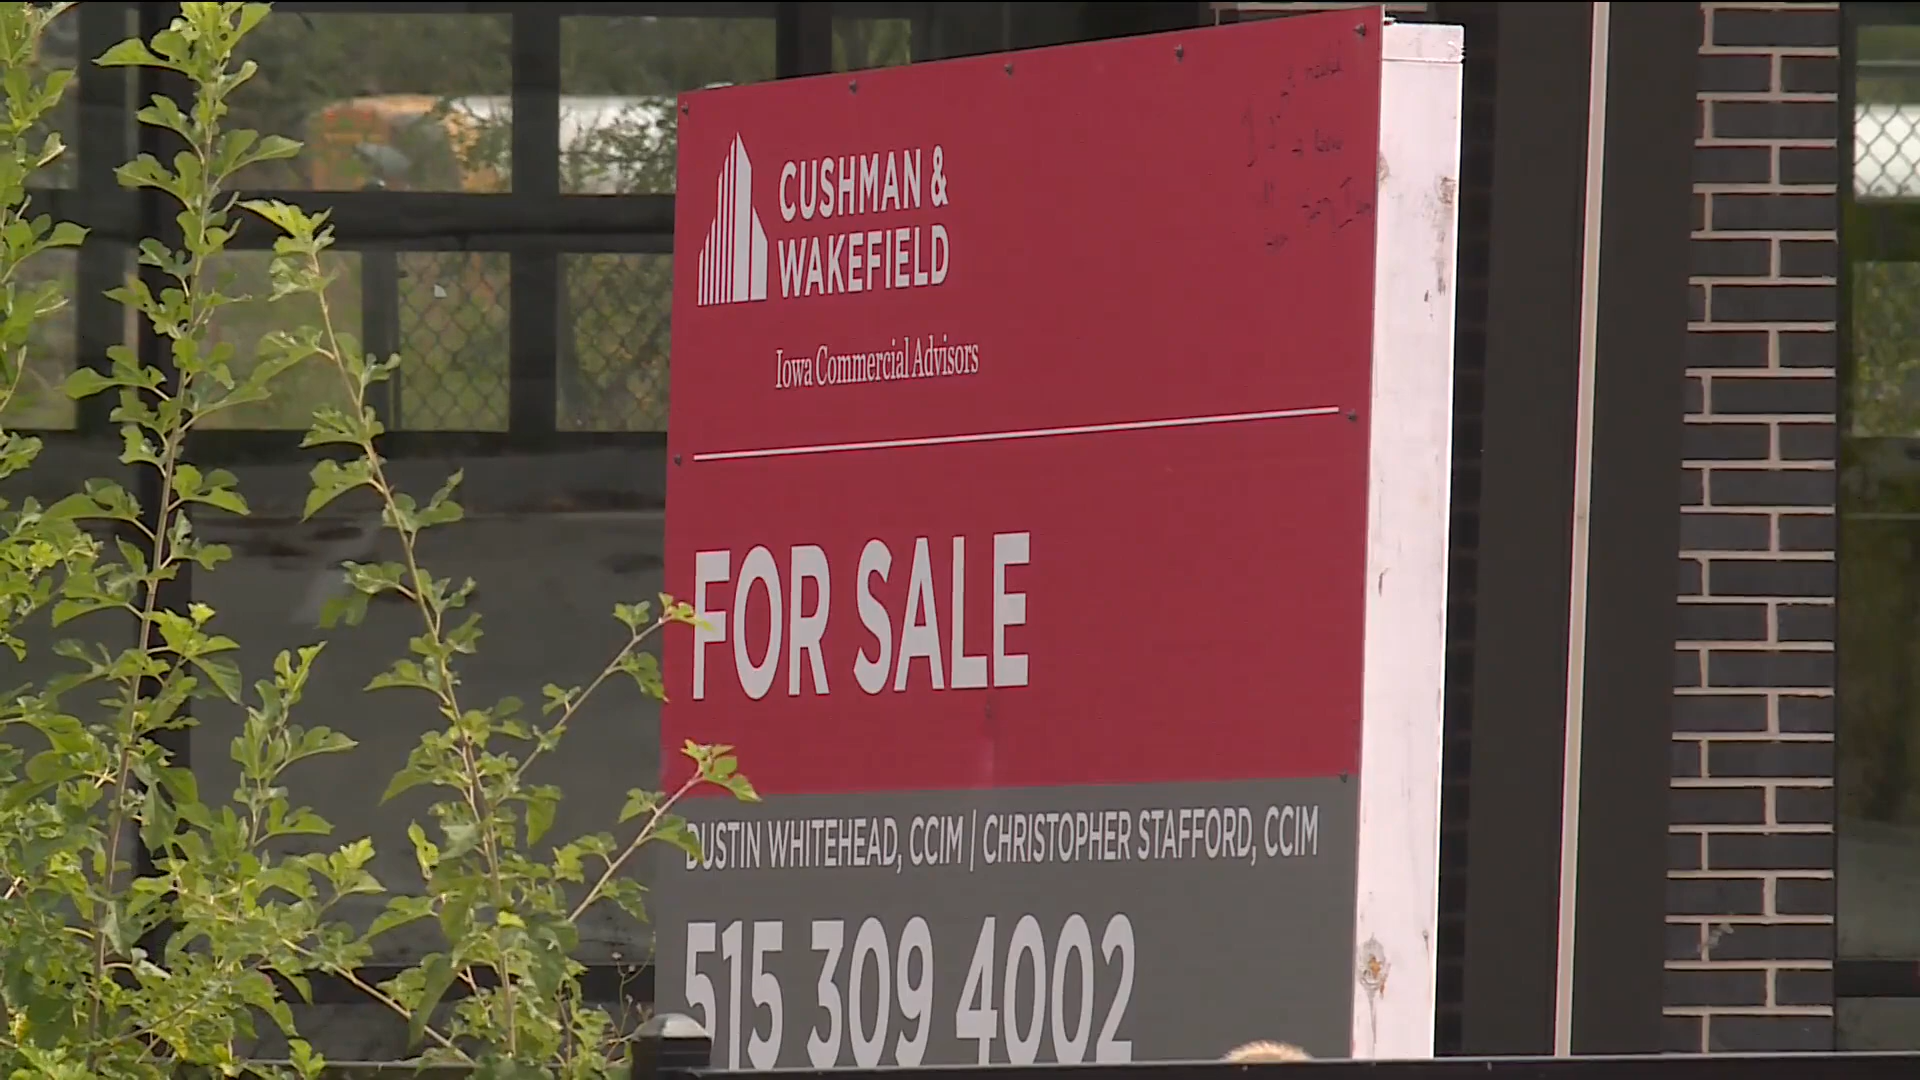 CUSHMAN &
WAKEFIELD
Iowa Commercial Advisors
FOR SALE
DUSTIN WHITEHEAD, CCIM | CHRISTOPHER STAFFORD, CCIM
515 309 4002